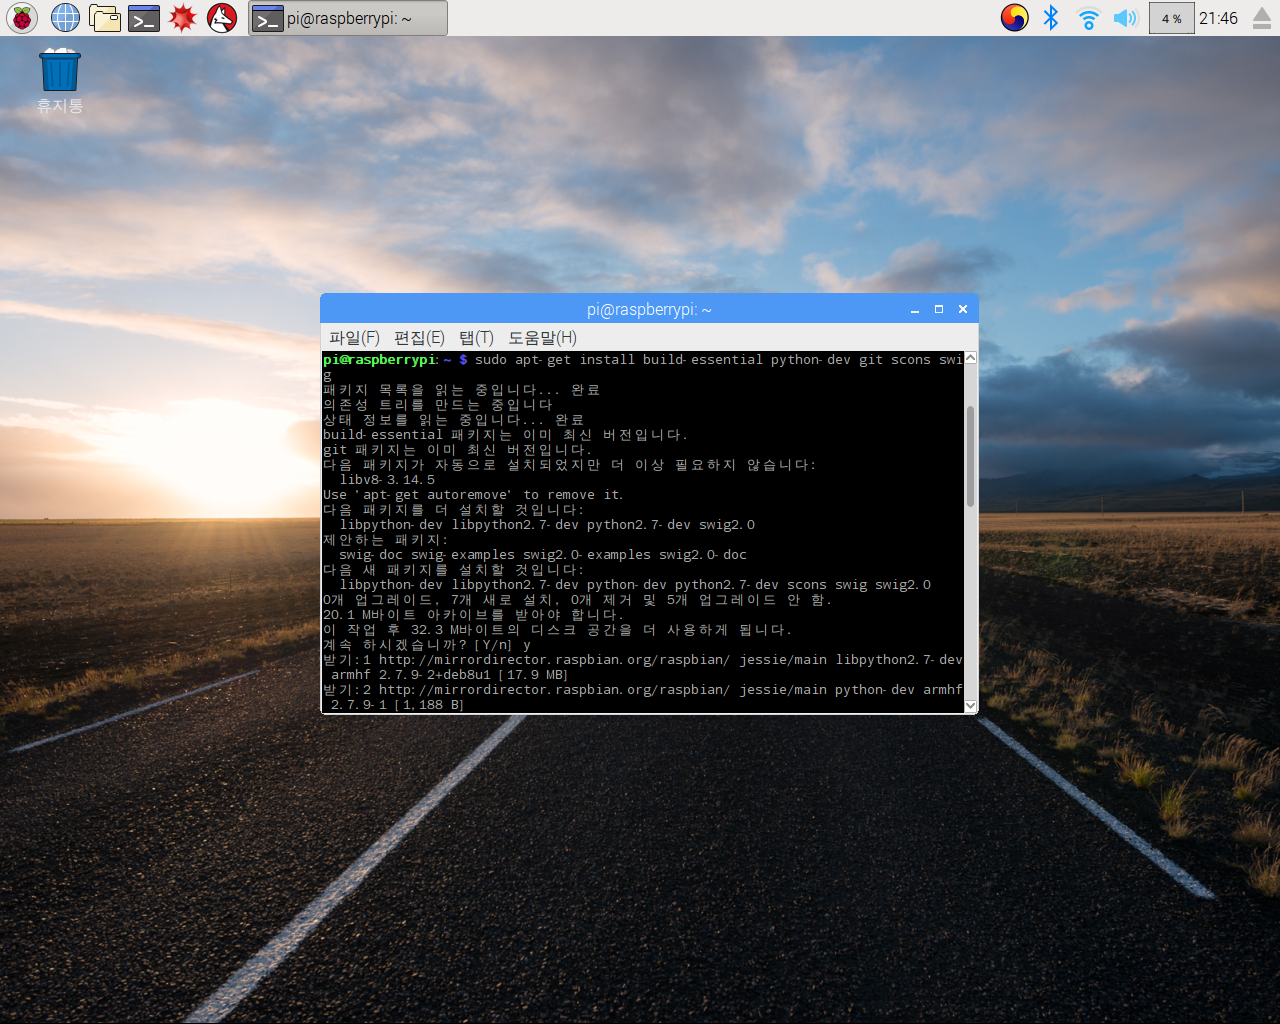 pi@raspberrypi: ~
4 %
21:46
휴지통
pi@raspberrypi: ~
파일(F) 편집(E) 탭(T) 도움말(H)
pi@raspberrypi: ~ $ sudo apt-get install build-essential python-dev git scons swi
g
패키지 목록을 읽는 중입니다... 완료
의존성 트리를 만드는 중입니다
상태 정보를 읽는 중입니다... 완료
build-essential 패키지는 이미 최신 버전입니다.
git 패키지는 이미 최신 버전입니다.
다음 패키지가 자동으로 설치되었지만 더 이상 필요하지 않습니다:
libv8-3.14.5
Use 'apt-get autoremove' to remove it.
다음 패키지를 더 설치할 것입니다:
libpython-dev libpython2.7-dev python2.7-dev swig2.0
제안하는 패키지:
swig-doc swig-examples swig2.0-examples swig2.0-doc
다음 새 패키지를 설치할 것입니다:
libpython-dev libpython2.7-dev python-dev python2.7-dev scons swig swig2.0
0개 업그레이드, 7개 새로 설치, 0개 제거 및 5개 업그레이드 안 함.
20.1 M바이트 아카이브를 받아야 합니다.
이 작업 후 32.3 M바이트의 디스크 공간을 더 사용하게 됩니다.
계속 하시겠습니까? [Y/n] y
받기:1 http://mirrordirector.raspbian.org/raspbian/ jessie/main libpython2.7-dev
armhf 2.7.9-2+deb8u1 [17.9 MB]
받기:2 http://mirrordirector.raspbian.org/raspbian/ jessie/main python-dev armhf
2.7.9-1 [1,188 B]